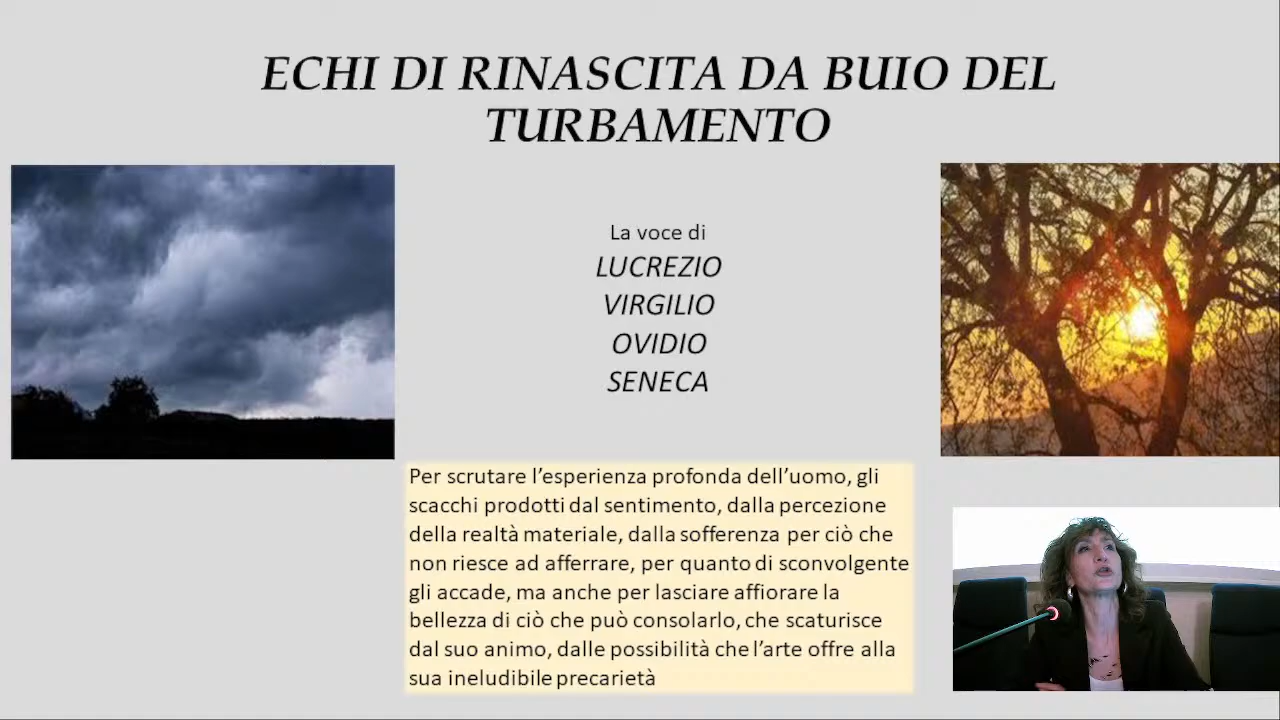 ECHI DI RINASCITA DA BUIO DEL
TURBAMENTO
La voce di
LUCREZIO
VIRGILIO
OVIDIO
SENECA
Per scrutare l’esperienza profonda dell’uomo, gli
scacchi prodotti dal sentimento, dalla percezione
della realtà materiale, dalla sofferenza per ciò che
non riesce ad afferrare, per quanto di sconvolgente
gli accade, ma anche per lasciare affiorare la
bellezza di ciò che può consolarlo, che scaturisce
dal suo animo, dalle possibilità che l’arte offre alla
sua ineludibile precarietà